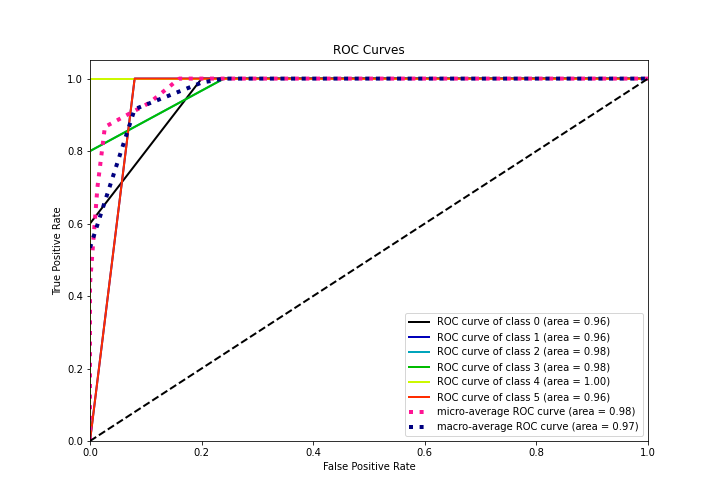 ROC Curves
True Positive Rate
1.0
0.8
0.6
0.4
0.2
0.0
ROC curve of class 0 (area = 0.96)
ROC curve of class 1 (area = 0.96)
ROC curve of class 2 (area = 0.98)
ROC curve of class 3 (area = 0.98)
ROC curve of class 4 (area = 1.00)
ROC curve of class 5 (area = 0.96)
micro-average ROC curve (area = 0.98)
macro-average ROC curve (area = 0.97)
0.0 0.2 0.4 0.6 0.8 1.0
False Positive Rate